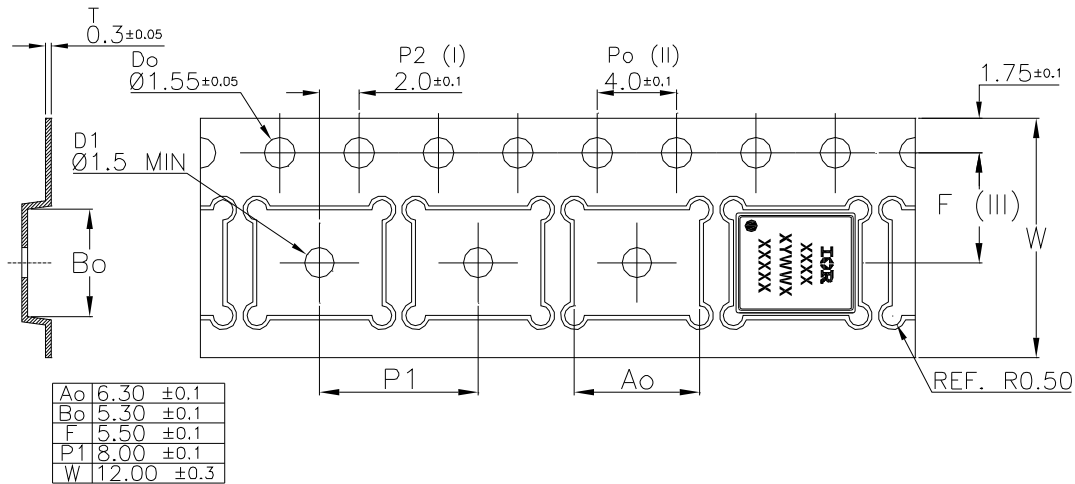 T
0.3±0.05
Do
Ø1.55±0.05
P2 (I)
2.0±0.1
Po (II)
4.0±0.1
1.75±0.1
D1
Ø1.5 MIN
F (III)
W
Bo
IOR
XXXX
XYWWX
XXXXX
P1
Ao
REF. R0.50
Ao 6.30 ±0.1
Bo 5.30 ±0.1
F 5.50 ±0.1
P1 8.00 ±0.1
W 12.00 ±0.3